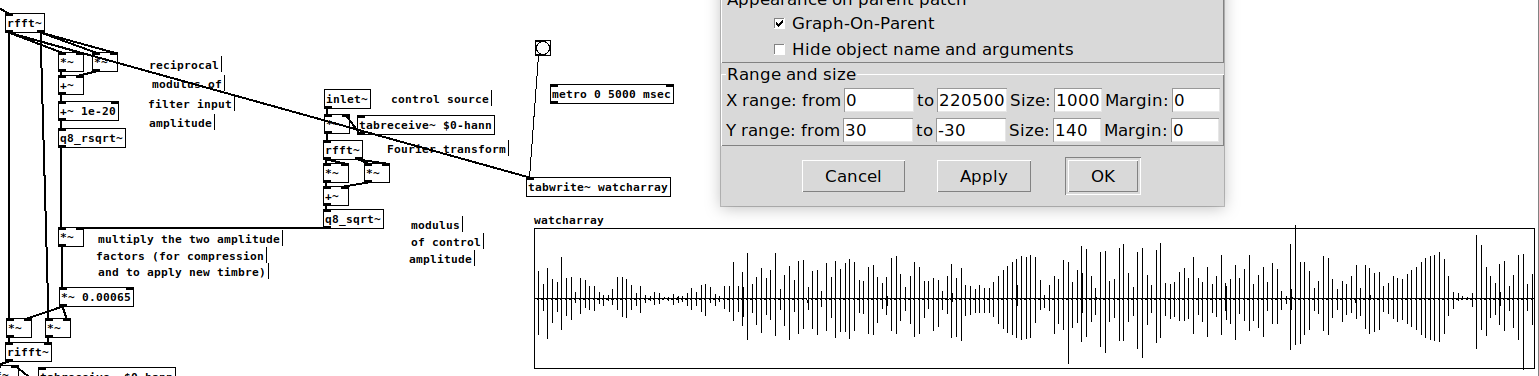 rfft~
*~ *~
reciprocal
+~
modulus of
+~ 1e-20
filter input
q8_rsqrt~
amplitude
inlet~
control source
tabreceive~ $0-hann
rfft~
Fourier transform
*~ *~
+~
q8_sqrt~
modulus
of control
amplitude
*~
multiply the two amplitude
factors (for compression
and to apply new timbre)
*~ 0.00065
*~ *~
rifft~
metro 0 5000 msec
tabwrite~ watcharray
watcharray
Appearance on parent patch
Graph-On-Parent
Hide object name and arguments
Range and size
X range: from 0 to 220500 Size: 1000 Margin: 0
Y range: from 30 to -30 Size: 140 Margin: 0
Cancel Apply OK